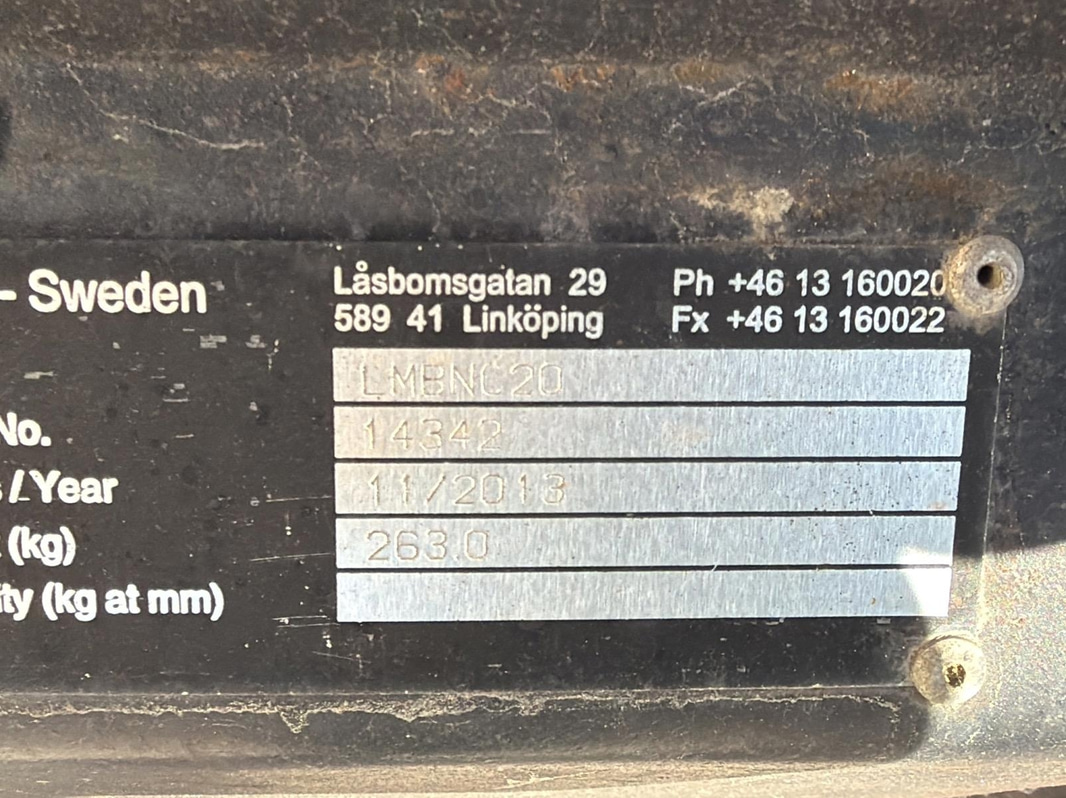 - Sweden Låsbomsgatan 29 Ph +46 13 160020
589 41 Linköping Fx +46 13 160022
LMBNC20
No. 14342
/Year 11/2013
(kg) 263.0
ity (kg at mm)